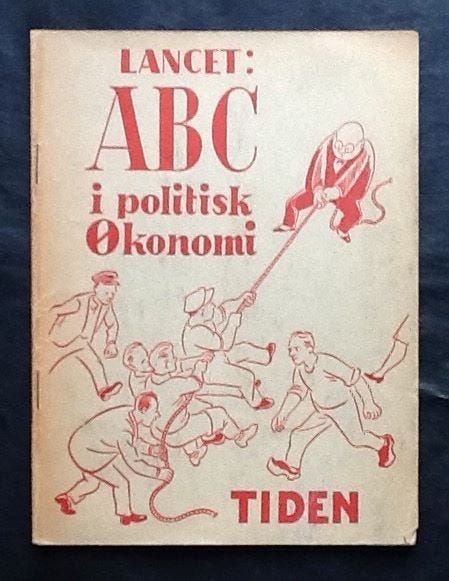 LANCET:
ABC
i politisk
Økonomi
TIDEN